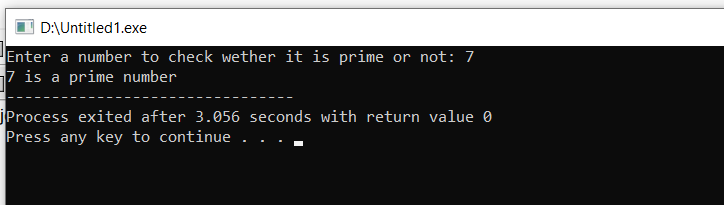 D:\Untitled1.exe
Enter a number to check wether it is prime or not: 7
7 is a prime number
--------------------------------
Process exited after 3.056 seconds with return value 0
Press any key to continue . . .